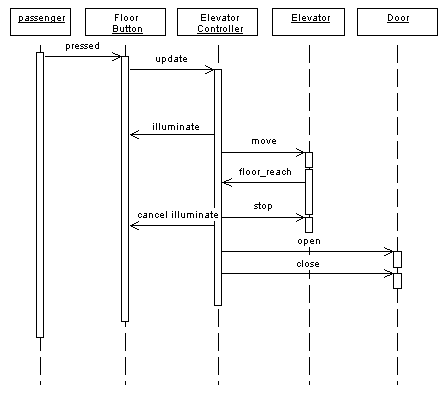 passenger
Floor
Button
Elevator
Controller
Elevator
Door
pressed
update
illuminate
move
floor_reach
stop
cancel illuminate
open
close